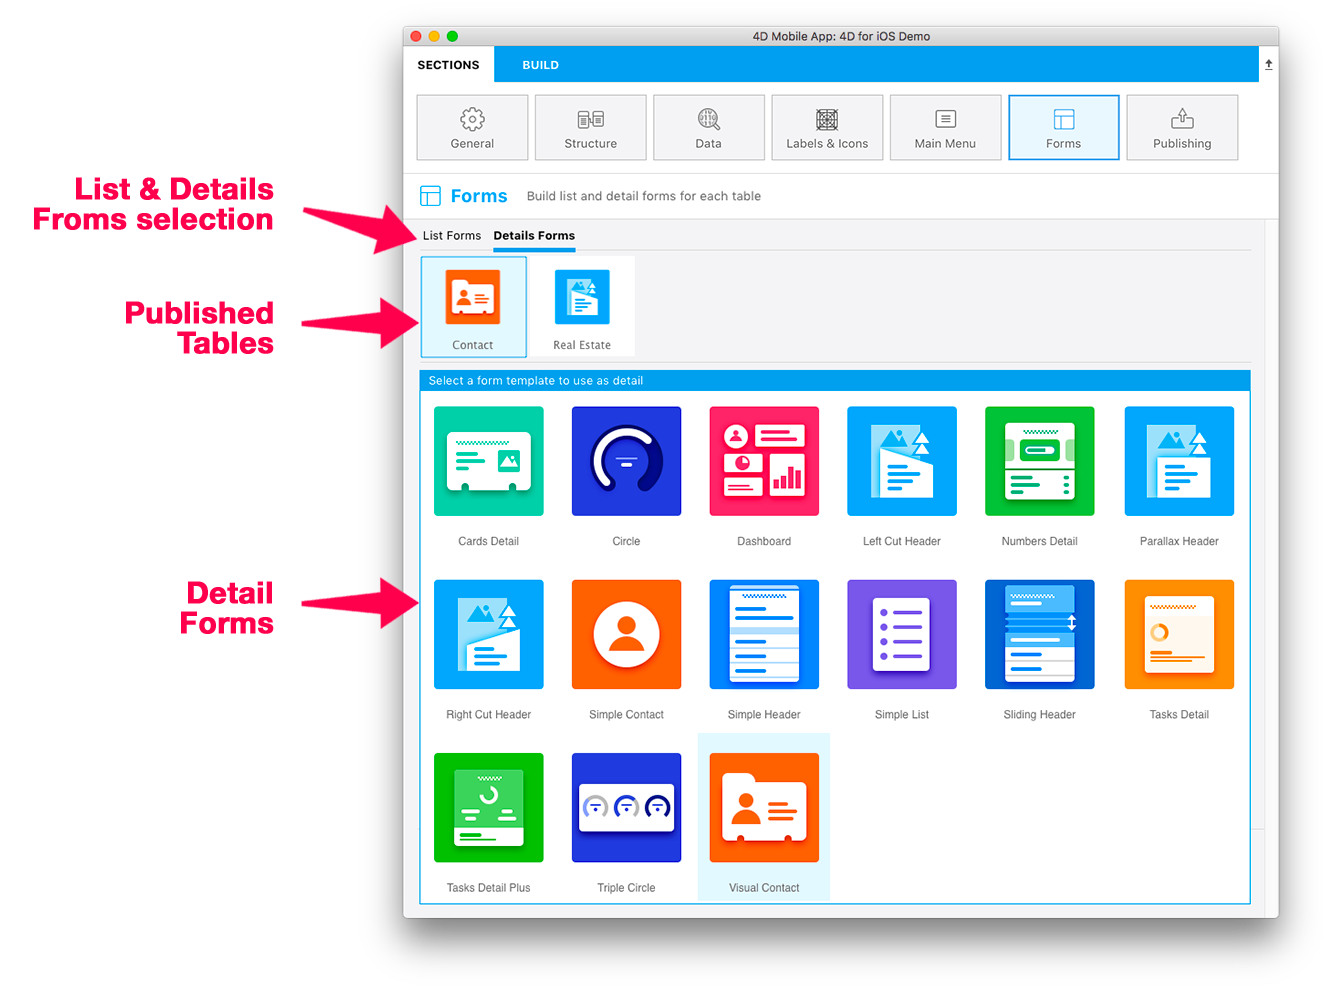 4D Mobile App: 4D for iOS Demo
SECTIONS
BUILD
General
Structure
Data
Labels & Icons
Main Menu
Forms
Publishing
Forms
Build list and detail forms for each table
List & Details
Froms selection
List Forms
Details Forms
Published
Tables
Contact
Real Estate
Select a form template to use as detail
Cards Detail
Circle
Dashboard
Left Cut Header
Numbers Detail
Parallax Header
Detail
Forms
Right Cut Header
Simple Contact
Simple Header
Simple List
Sliding Header
Tasks Detail
Tasks Detail Plus
Triple Circle
Visual Contact